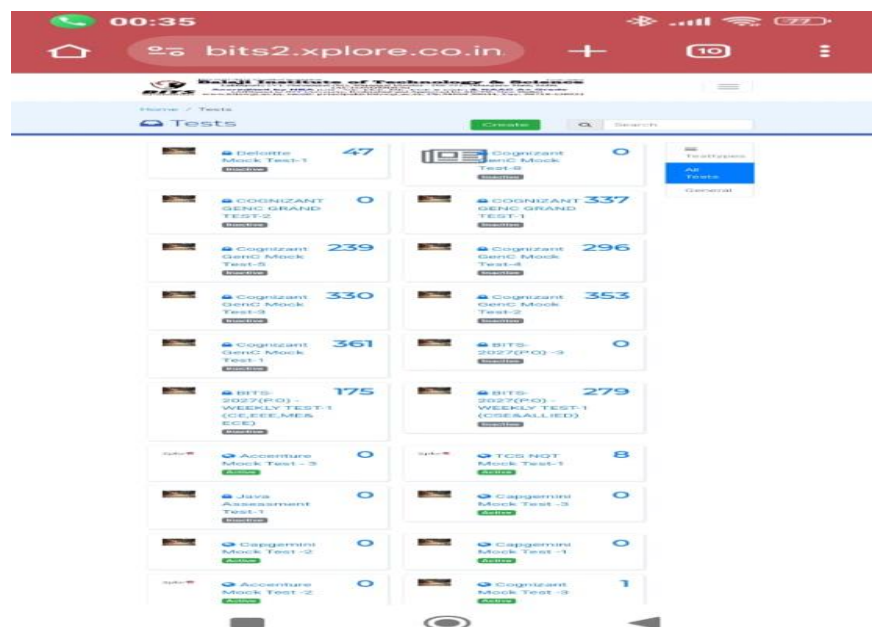 00:35
77
bits2.xplore.co.in
10
Balaji Institute of Technology & Science
BITS
Home / Tests
Tests
Create
Search
Deloitte
Mock Test-1
47
Inactive
Cognizant
GenC Mock
Test-6
0
Inactive
Testtypes
All
Tests
General
COGNIZANT
GENC GRAND
TEST-2
0
Inactive
COGNIZANT
GENC GRAND
TEST-1
337
Inactive
Cognizant
GenC Mock
Test-5
239
Inactive
Cognizant
GenC Mock
Test-4
296
Inactive
Cognizant
GenC Mock
Test-3
330
Inactive
Cognizant
GenC Mock
Test-2
353
Inactive
Cognizant
GenC Mock
Test-1
361
Inactive
BITS-
2027(P.O) -3
0
Inactive
BITS-
2027(P.O) -
WEEKLY TEST-1
(CE,EEE,ME&
ECE)
175
Inactive
BITS-
2027(P.O) -
WEEKLY TEST-1
(CSE&ALLIED)
279
Inactive
Accenture
Mock Test - 3
0
Active
TCS NQT
Mock Test-1
8
Active
Java
Assessment
Test-1
0
Inactive
Capgemini
Mock Test -3
0
Active
Capgemini
Mock Test -2
0
Active
Capgemini
Mock Test -1
0
Active
Accenture
Mock Test -2
0
Active
Cognizant
Mock Test -3
1
Active